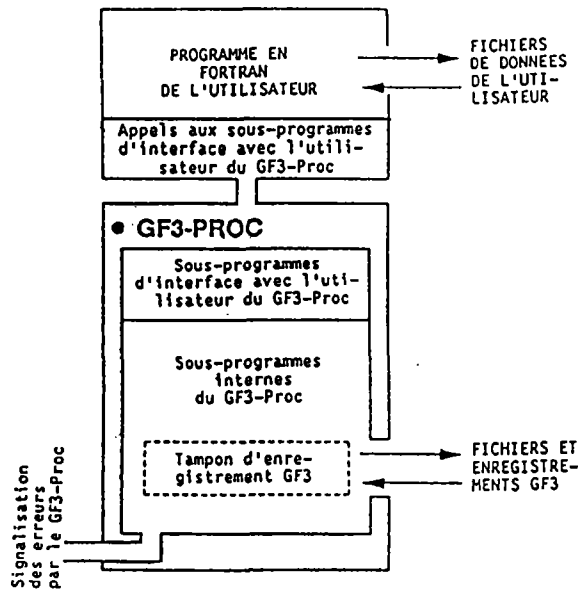 PROGRAMME EN
FORTRAN
DE L'UTILISATEUR
FICHIERS
DE DONNEES
DE L'UTI-
LISATEUR
Appels aux sous-programmes
d'interface avec l'utili-
sateur du GF3-Proc
• GF3-PROC
Sous-programmes
d'interface avec l'uti-
lisateur du GF3-Proc
Sous-programmes
internes
du GF3-Proc
Tampon d'enre-
gistrement GF3
FICHIERS ET
ENREGISTRE-
MENTS GF3
Signalisation
des erreurs
par le GF3-Proc